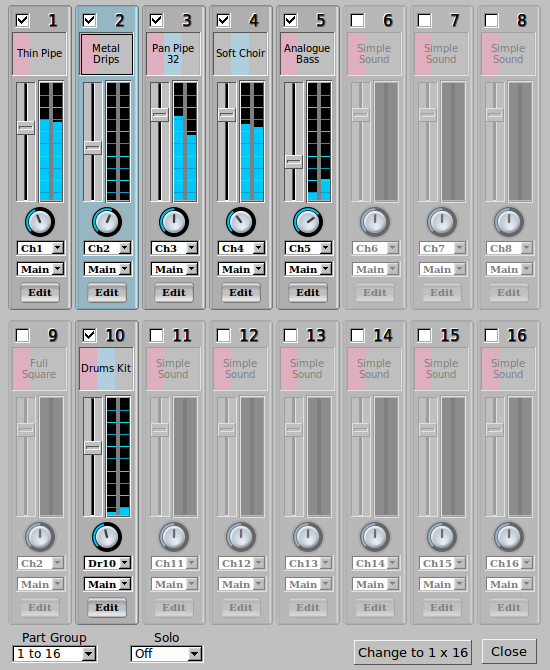 1 2 3 4 5 6 7 8
Thin Pipe Metal Drips Pan Pipe 32 Soft Choir Analogue Bass Simple Sound Simple Sound Simple Sound
Ch1 Ch2 Ch3 Ch4 Ch5 Ch6 Ch7 Ch8
Main Main Main Main Main Main Main Main
Edit Edit Edit Edit Edit Edit Edit Edit
9 10 11 12 13 14 15 16
Full Square Drums Kit Simple Sound Simple Sound Simple Sound Simple Sound Simple Sound Simple Sound
Ch2 Dr10 Ch11 Ch12 Ch13 Ch14 Ch15 Ch16
Main Main Main Main Main Main Main Main
Edit Edit Edit Edit Edit Edit Edit Edit
Part Group Solo
1 to 16 Off Change to 1 x 16 Close